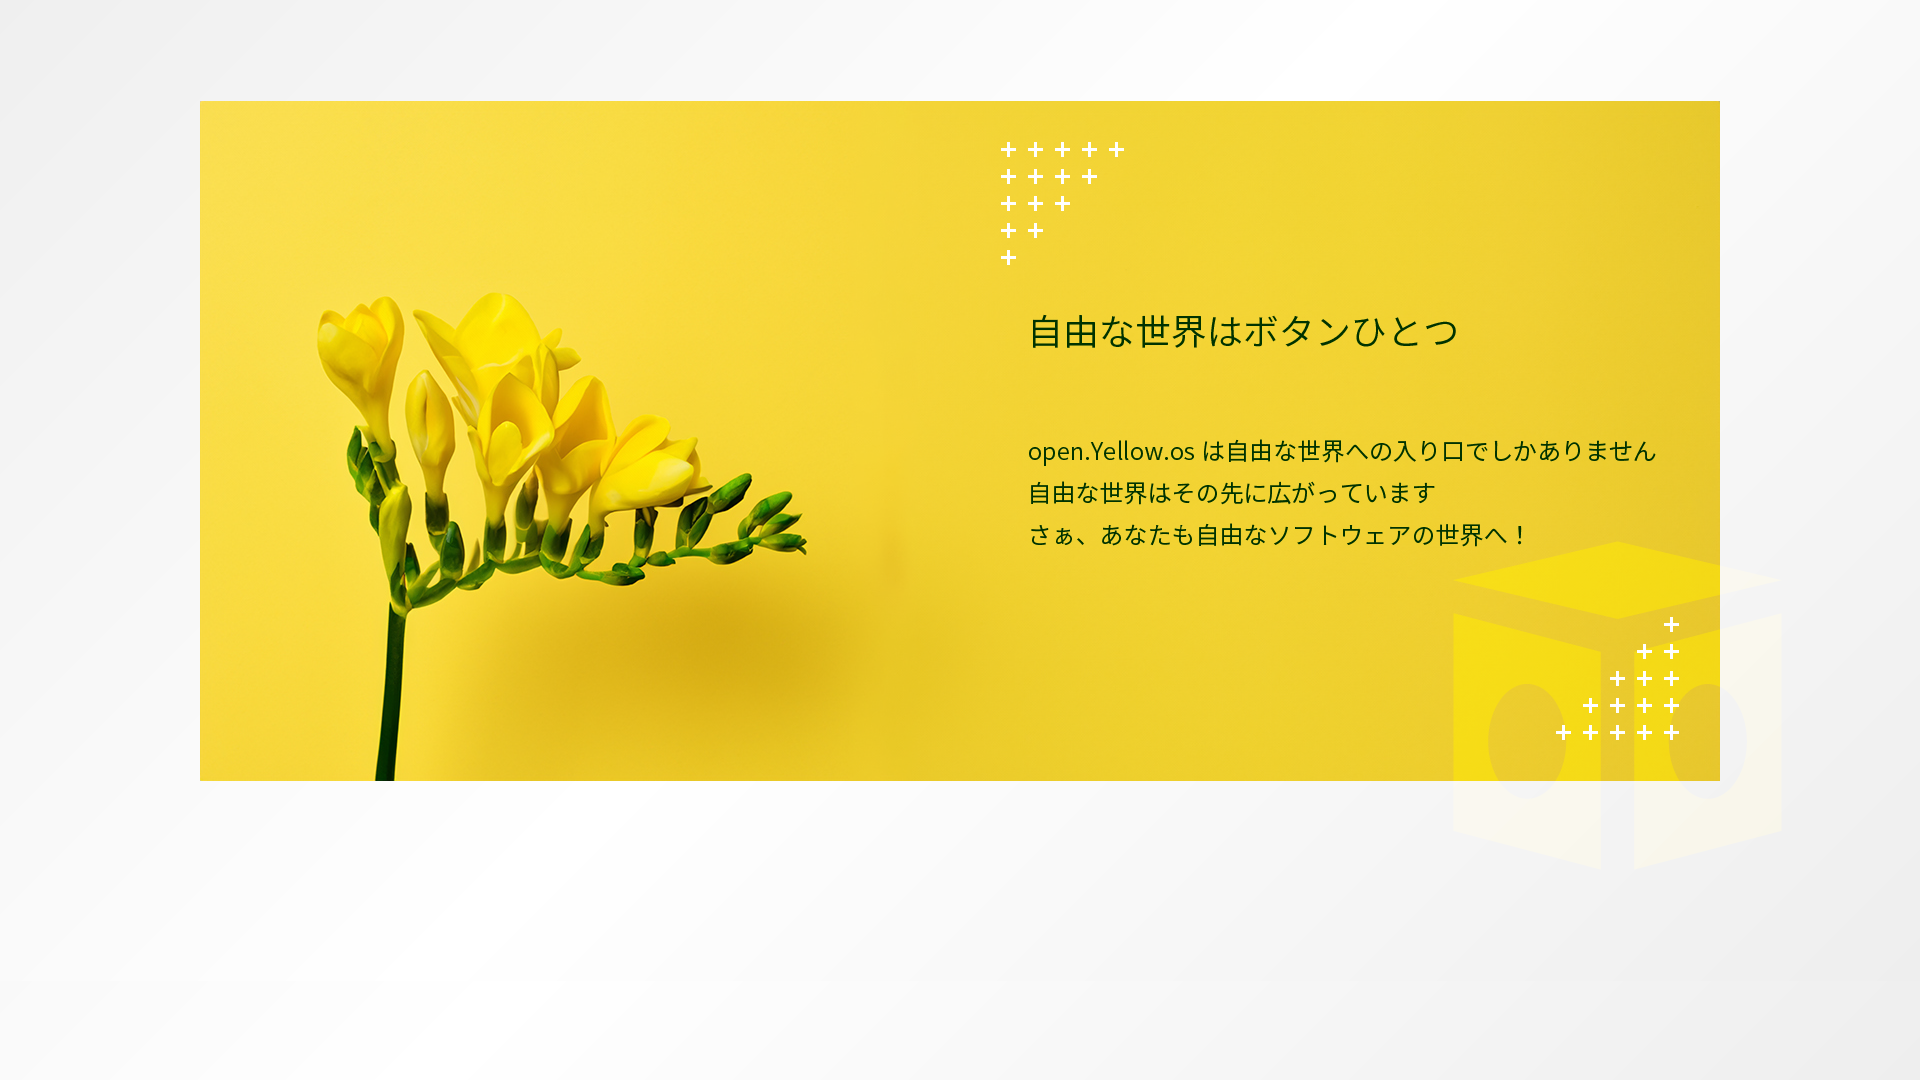 自由な世界はボタンひとつ
open.Yellow.os は自由な世界への入り口でしかありません
自由な世界はその先に広がっています
さぁ、あなたも自由なソフトウェアの世界へ！